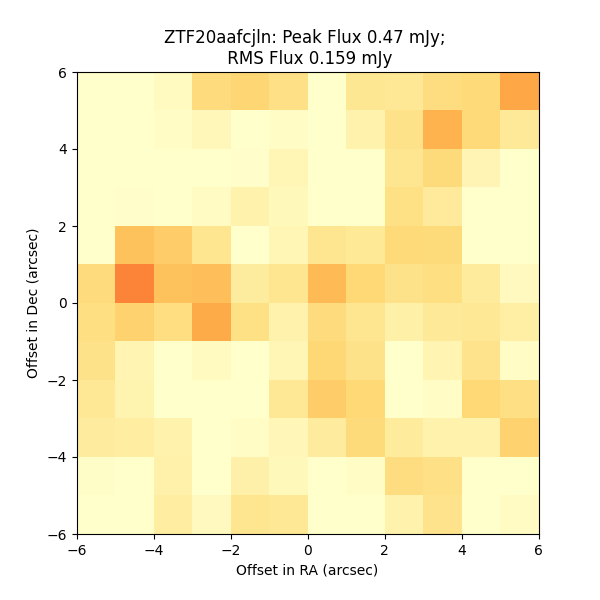 ZTF20aafcjln: Peak Flux 0.47 mJy;
RMS Flux 0.159 mJy
6
4
2
0
−2
−4
−6
Offset in Dec (arcsec)
−6 −4 −2 0 2 4 6
Offset in RA (arcsec)